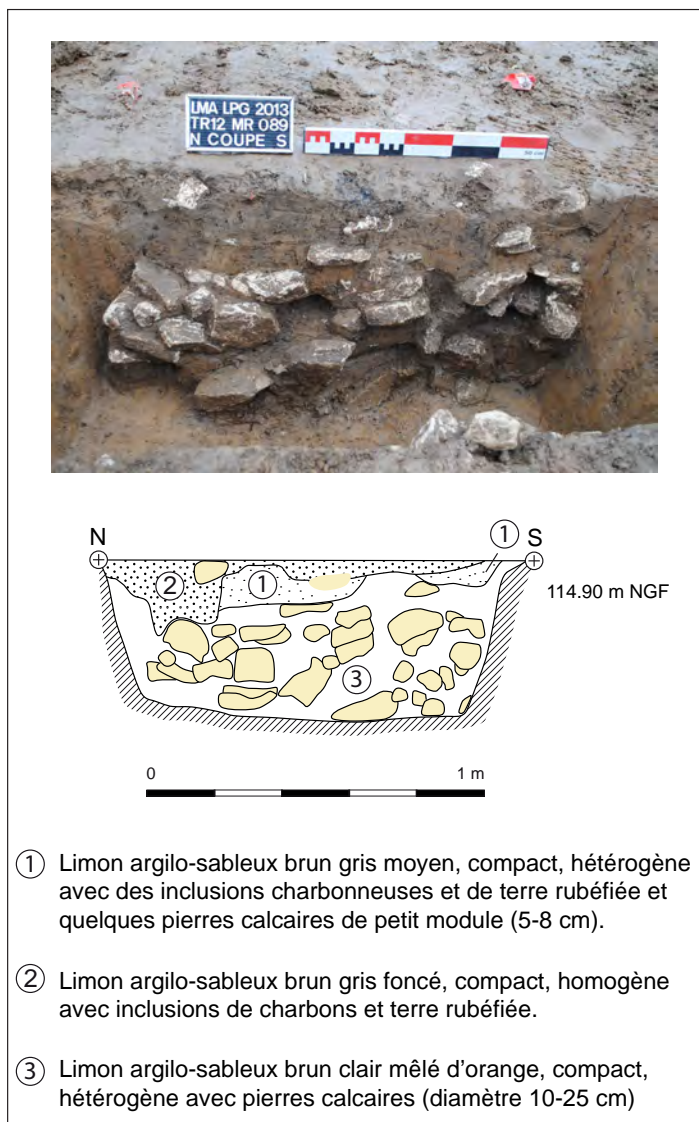 LMA LPG 2013
TR12 MR 089
N COUPE S
50 cm
N
S
1
2
1
3
114.90 m NGF
0
1 m
1 Limon argilo-sableux brun gris moyen, compact, hétérogène
avec des inclusions charbonneuses et de terre rubéfiée et
quelques pierres calcaires de petit module (5-8 cm).
2 Limon argilo-sableux brun gris foncé, compact, homogène
avec inclusions de charbons et terre rubéfiée.
3 Limon argilo-sableux brun clair mêlé d'orange, compact,
hétérogène avec pierres calcaires (diamètre 10-25 cm)